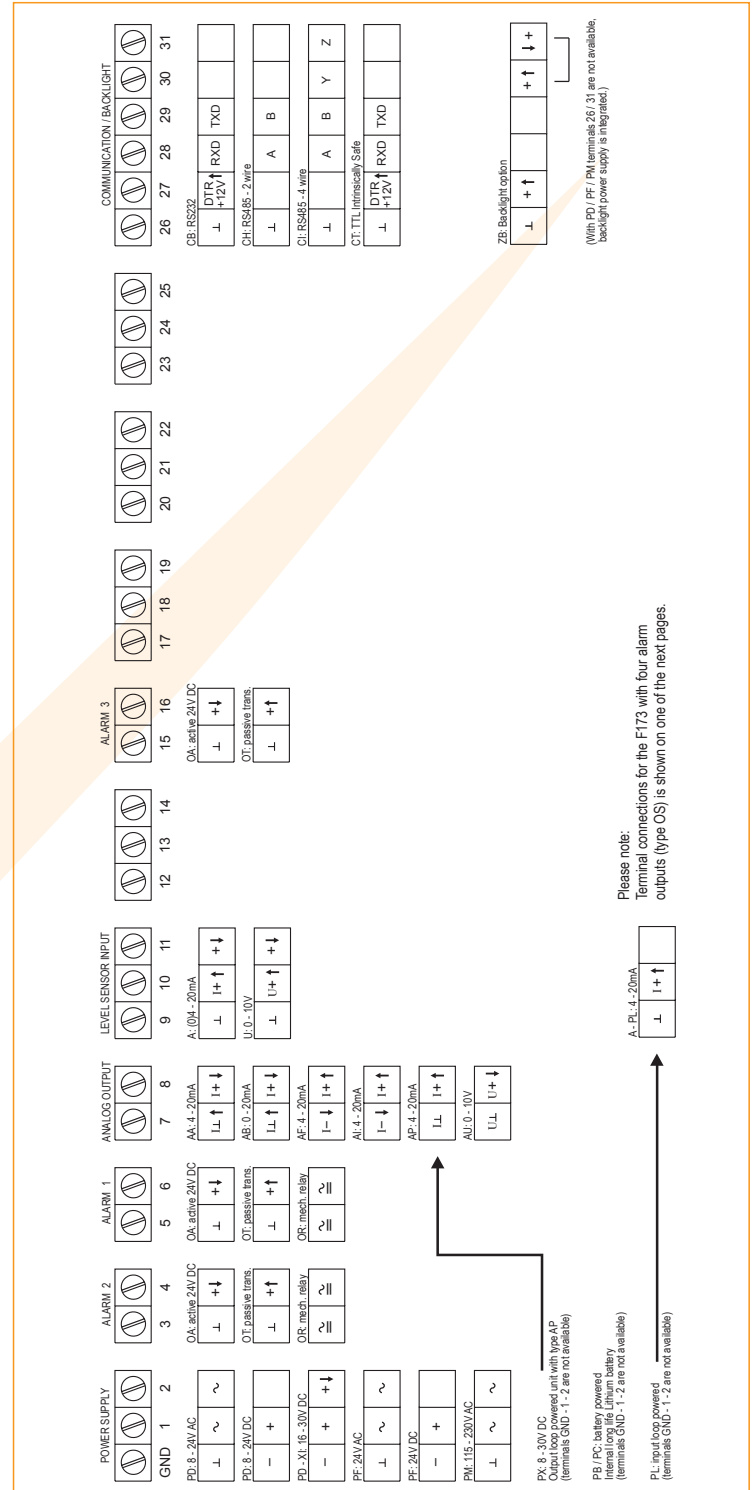 POWER SUPPLY
GND 1 2
PD: 8 - 24V AC
⊥ ~ ~
PD: 8 - 24V DC
− +
PD - XI: 16 - 30V DC
− + +↓
PF: 24V AC
⊥ ~ ~
PF: 24V DC
− +
PM: 115 - 230V AC
⊥ ~ ~
PX: 8 - 30V DC
Output loop powered unit with type AP
(terminals GND - 1 - 2 are not available)
PB / PC: battery powered
Internal long life Lithium battery
(terminals GND - 1 - 2 are not available)
PL: input loop powered
(terminals GND - 1 - 2 are not available)
ALARM 2
3 4
OA: active 24V DC
⊥ +↓
OT: passive trans.
⊥ +↑
OR: mech. relay
ALARM 1
5 6
OA: active 24V DC
⊥ +↓
OT: passive trans.
⊥ +↑
OR: mech. relay
ANALOG OUTPUT
7 8
AA: 4 - 20mA
I⊥↑ I+↓
AB: 0 - 20mA
I⊥↑ I+↓
AF: 4 - 20mA
I−↓ I+↑
AI: 4 - 20mA
I−↓ I+↑
AP: 4 - 20mA
I⊥ I+↑
AU: 0 - 10V
U⊥ U+↓
LEVEL SENSOR INPUT
9 10 11
A: (0)4 - 20mA
⊥ I+↑ +↓
U: 0 - 10V
⊥ U+↑ +↓
A - PL: 4 - 20mA
⊥ I+↑
12 13 14
ALARM 3
15 16
OA: active 24V DC
⊥ +↓
OT: passive trans.
⊥ +↑
Please note:
Terminal connections for the F173 with four alarm
outputs (type OS) is shown on one of the next pages.
17 18 19
20 21 22
23 24 25
COMMUNICATION / BACKLIGHT
26 27 28 29 30 31
CB: RS232
⊥ DTR +12V↑ RXD TXD
CH: RS485 - 2 wire
⊥ A B
CI: RS485 - 4 wire
⊥ A B Y Z
CT: TTL Intrinsically Safe
⊥ DTR +12V↑ RXD TXD
ZB: Backlight option
⊥ +↑ +↑ ↓+
(With PD / PF / PM terminals 26 / 31 are not available,
backlight power supply is integrated.)